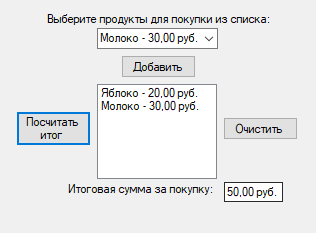 Выберите продукты для покупки из списка:
Молоко - 30,00 руб.
Добавить
Яблоко - 20,00 руб.
Молоко - 30,00 руб.
Посчитать
итог
Очистить
Итоговая сумма за покупку:
50,00 руб.